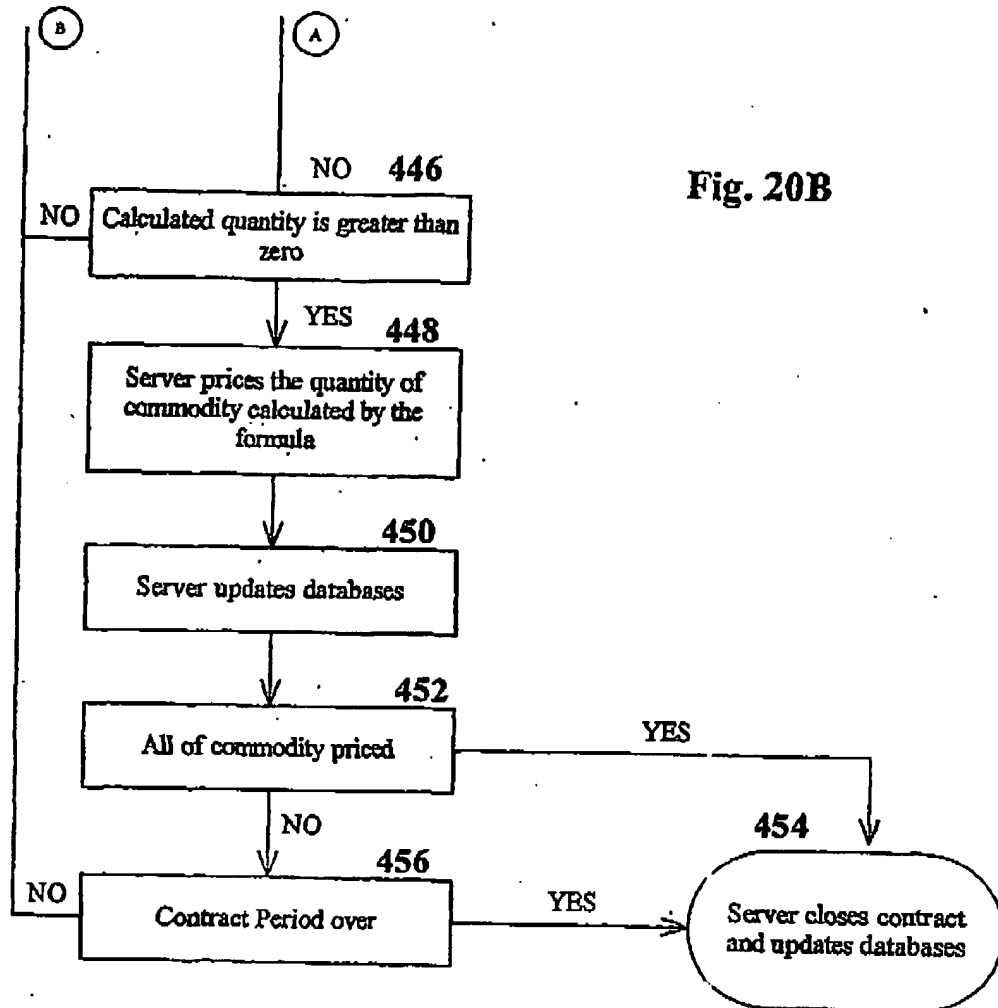 B
A
NO 446
Fig. 20B
NO
Calculated quantity is greater than
zero
YES
448
Server prices the quantity of
commodity calculated by the
formula
450
Server updates databases
452
All of commodity priced
YES
NO
454
456
NO
Contract Period over
YES
Server closes contract
and updates databases